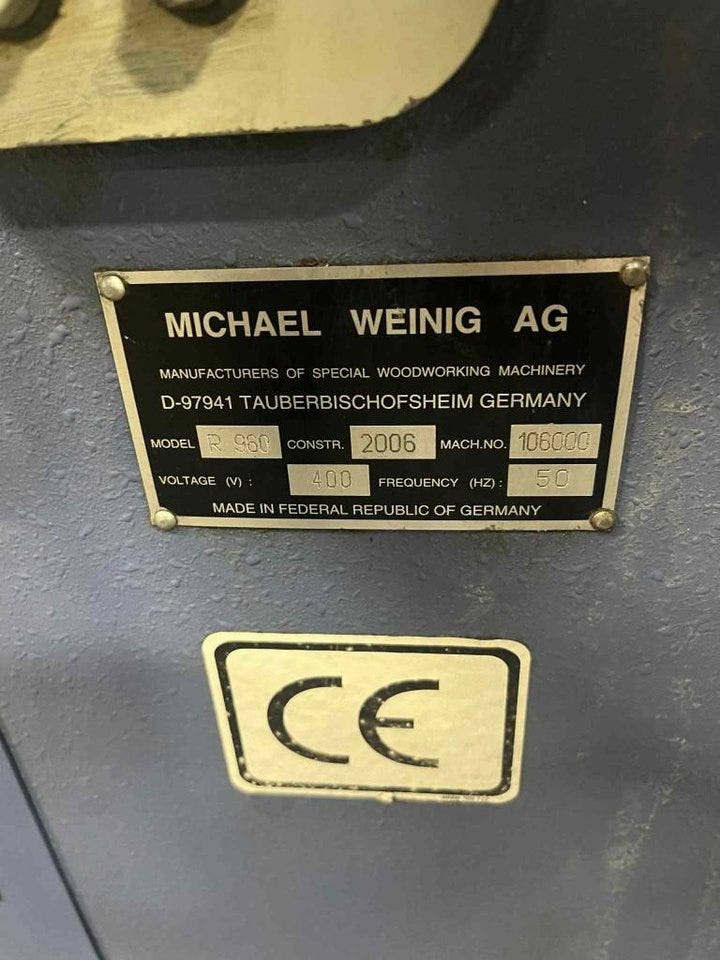 MICHAEL WEINIG AG
MANUFACTURERS OF SPECIAL WOODWORKING MACHINERY
D-97941 TAUBERBISCHOFSHEIM GERMANY
MODEL R 960 CONSTR. 2006 MACH.NO. 106000
VOLTAGE (V) : 400 FREQUENCY (HZ) : 50
MADE IN FEDERAL REPUBLIC OF GERMANY
CE